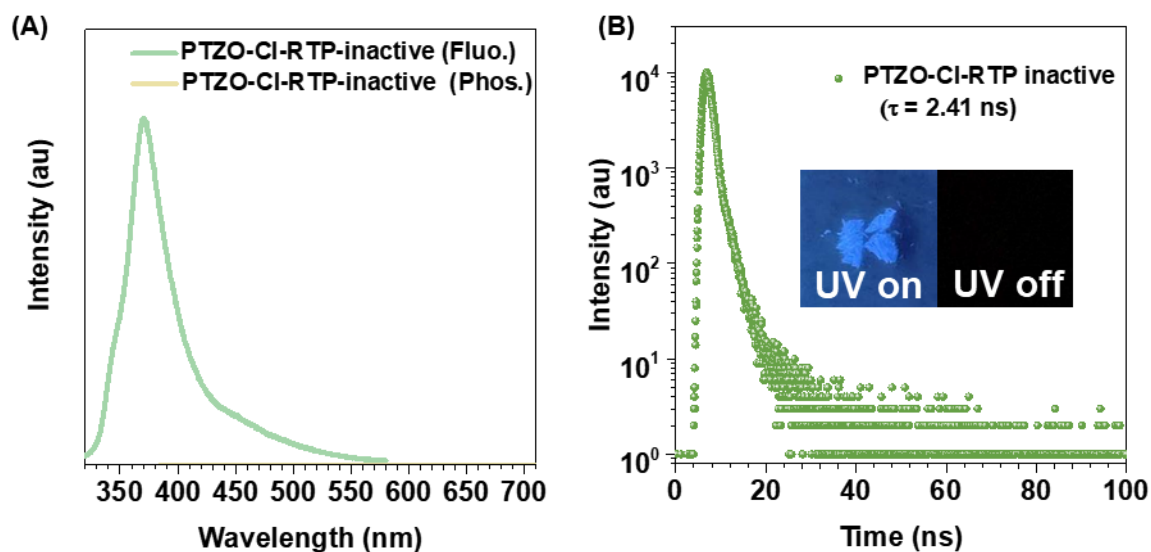 (A)
PTZO-Cl-RTP-inactive (Fluo.)
PTZO-Cl-RTP-inactive (Phos.)
Intensity (au)
350 400 450 500 550 600 650 700
Wavelength (nm)
(B)
PTZO-Cl-RTP inactive
(τ = 2.41 ns)
UV on UV off
Intensity (au)
10⁴
10³
10²
10¹
10⁰
0 20 40 60 80 100
Time (ns)